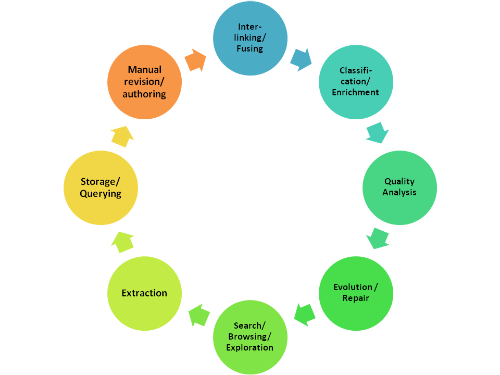 Inter-
linking/
Fusing
Classifi-
cation/
Enrichment
Quality
Analysis
Evolution/
Repair
Search/
Browsing/
Exploration
Extraction
Storage/
Querying
Manual
revision/
authoring